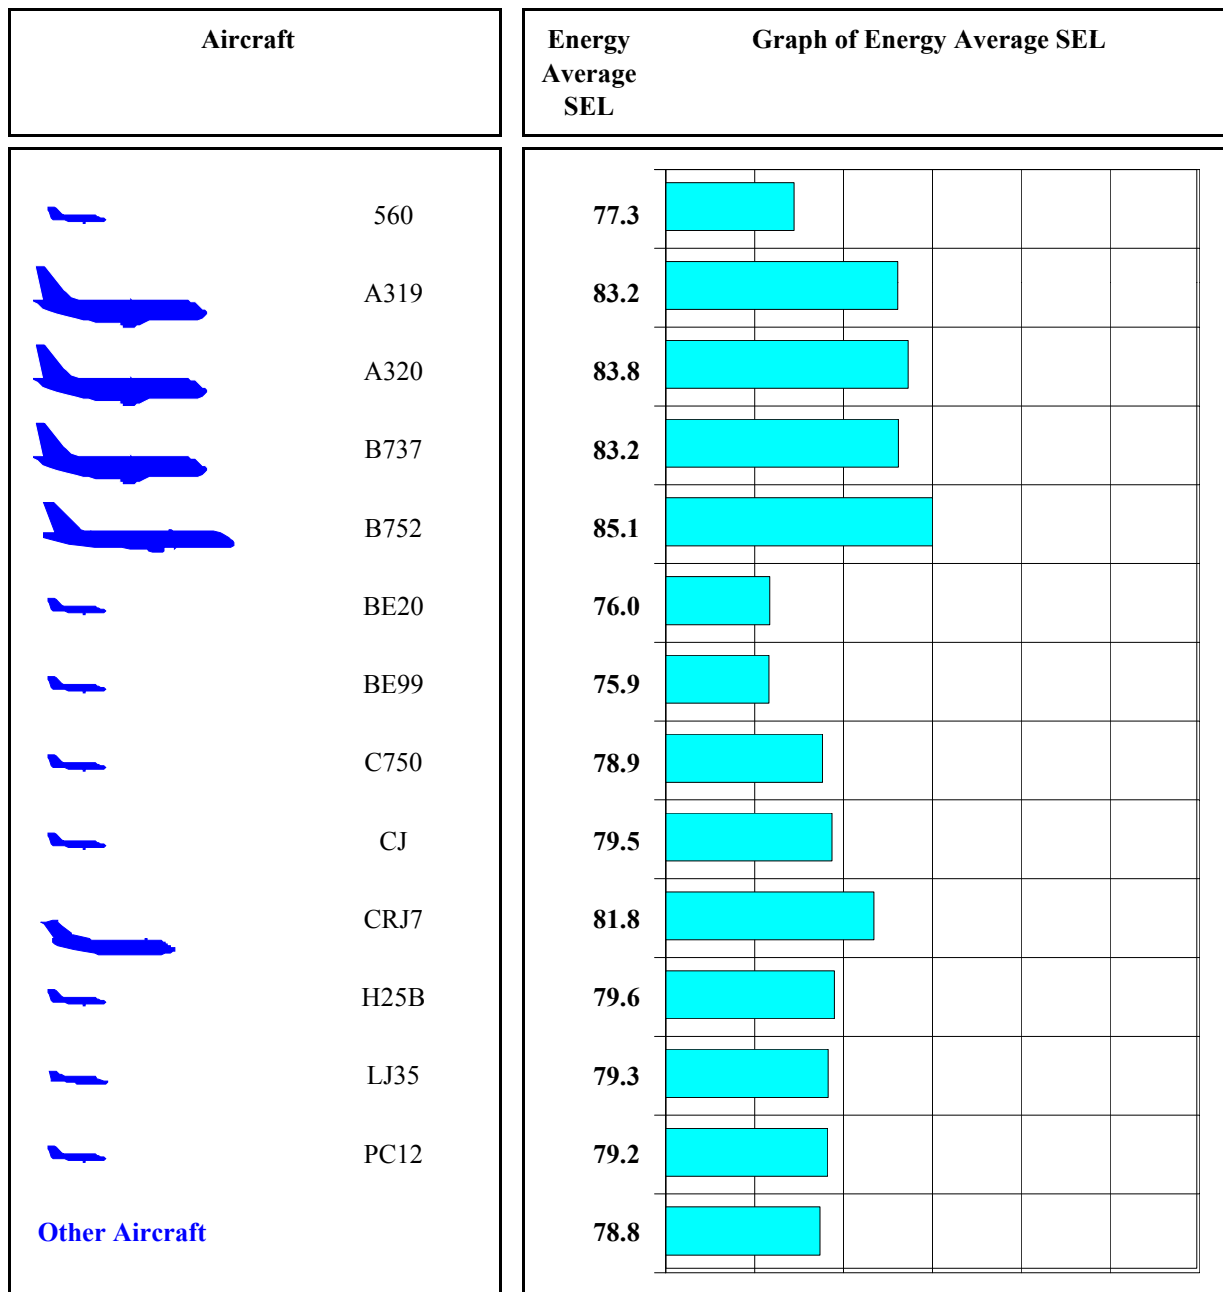 Aircraft
Energy Average SEL
Graph of Energy Average SEL
560 77.3
A319 83.2
A320 83.8
B737 83.2
B752 85.1
BE20 76.0
BE99 75.9
C750 78.9
CJ 79.5
CRJ7 81.8
H25B 79.6
LJ35 79.3
PC12 79.2
Other Aircraft 78.8